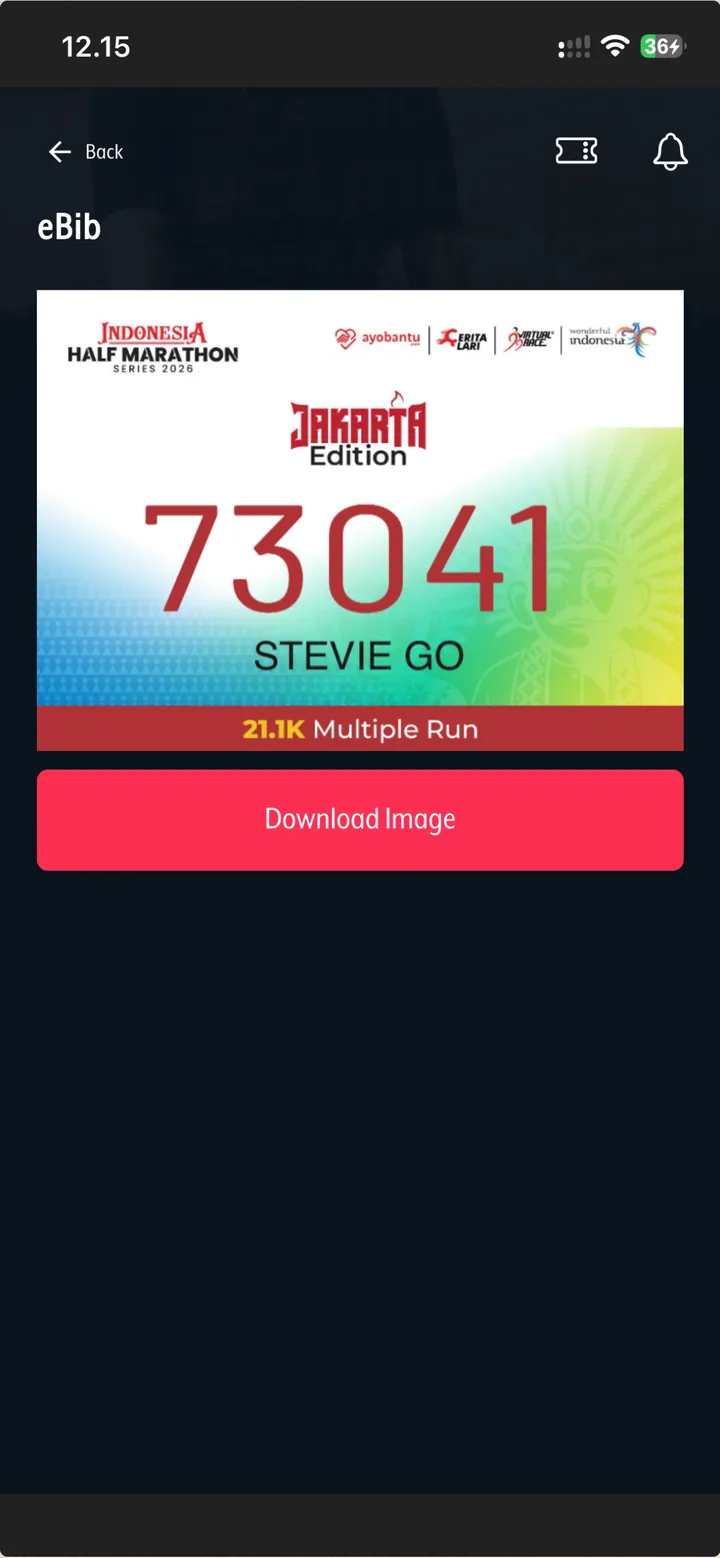 12.15
36
Back
eBib
INDONESIA
HALF MARATHON
SERIES 2026
ayobantu
.com
CERITA
LARI
VIRTUAL
RACE
wonderful
indonesia
JAKARTA
Edition
73041
STEVIE GO
21.1K Multiple Run
Download Image